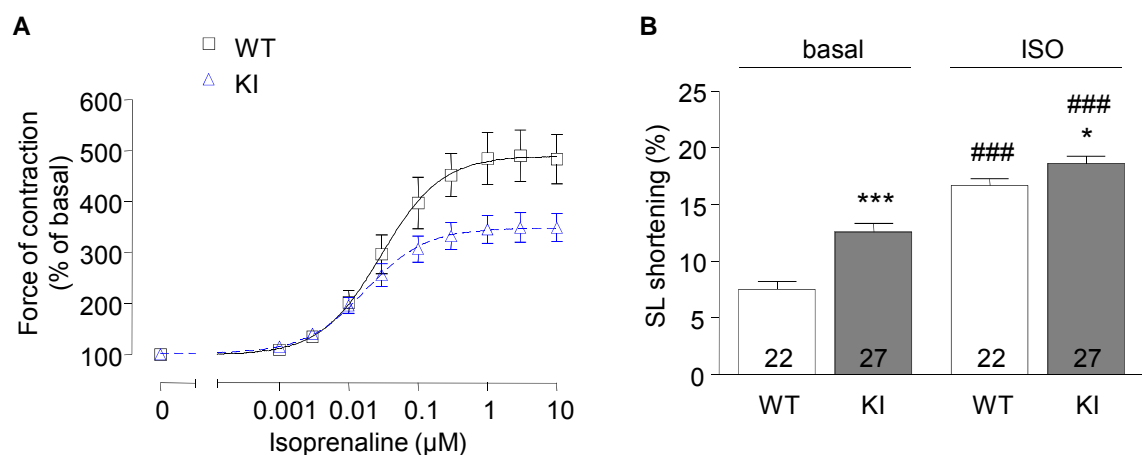 A
WT
KI
Force of contraction
(% of basal)
600
500
400
300
200
100
0
0.001
0.01
0.1
1
10
Isoprenaline (µM)
B
basal
ISO
SL shortening (%)
25
20
15
10
5
0
***
###
###
*
22
27
22
27
WT
KI
WT
KI